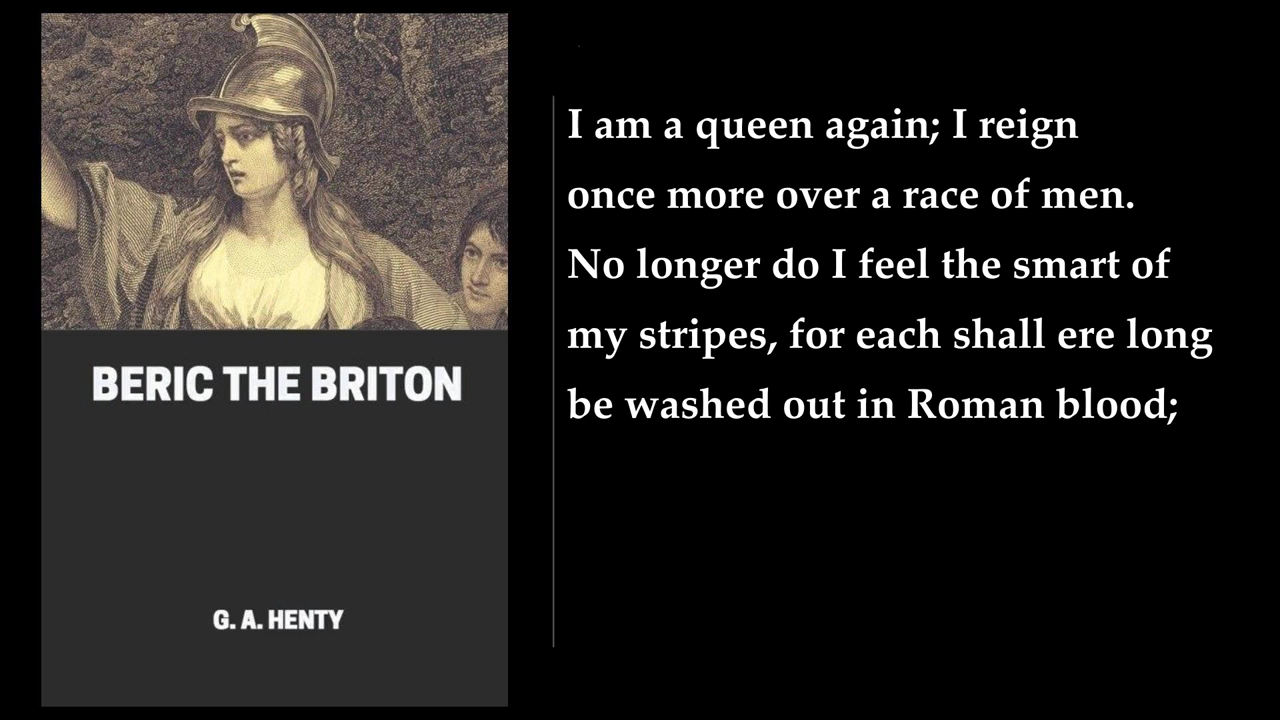 BERIC THE BRITON
G. A. HENTY
I am a queen again; I reign
once more over a race of men.
No longer do I feel the smart of
my stripes, for each shall ere long
be washed out in Roman blood;